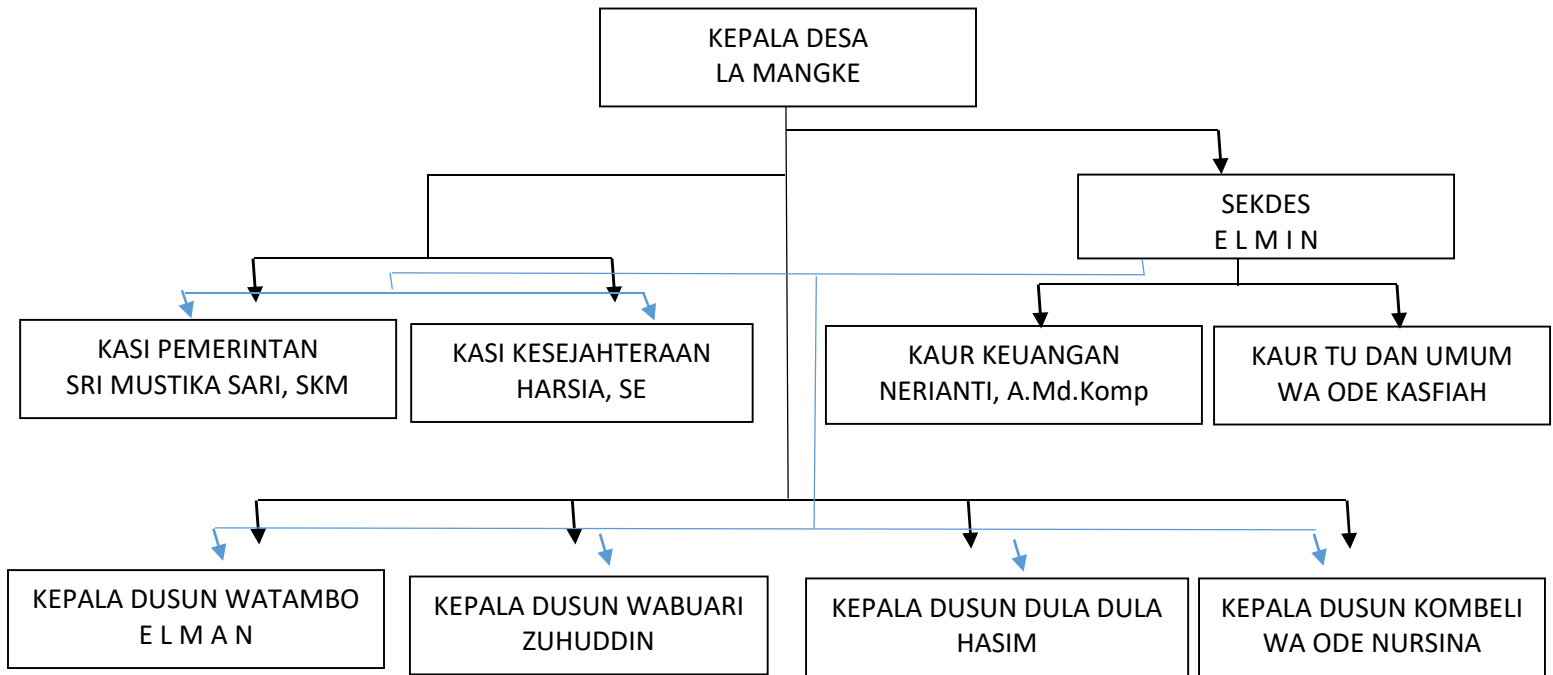 KEPALA DESA
LA MANGKE
SEKDES
E L M I N
KASI PEMERINTAN
SRI MUSTIKA SARI, SKM
KASI KESEJAHTERAAN
HARSIA, SE
KAUR KEUANGAN
NERIANTI, A.Md.Komp
KAUR TU DAN UMUM
WA ODE KASFIAH
KEPALA DUSUN WATAMBO
E L M A N
KEPALA DUSUN WABUARI
ZUHUDDIN
KEPALA DUSUN DULA DULA
HASIM
KEPALA DUSUN KOMBELI
WA ODE NURSINA